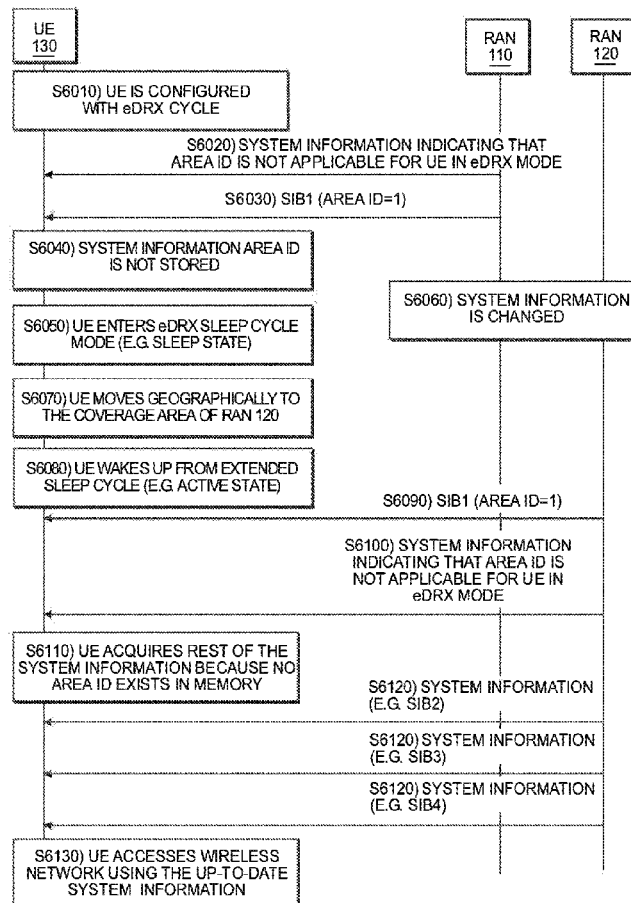 UE
130
RAN
110
RAN
120
S6010) UE IS CONFIGURED
WITH eDRX CYCLE
S6020) SYSTEM INFORMATION INDICATING THAT
AREA ID IS NOT APPLICABLE FOR UE IN eDRX MODE
S6030) SIB1 (AREA ID=1)
S6040) SYSTEM INFORMATION AREA ID
IS NOT STORED
S6060) SYSTEM INFORMATION
IS CHANGED
S6050) UE ENTERS eDRX SLEEP CYCLE
MODE (E.G. SLEEP STATE)
S6070) UE MOVES GEOGRAPHICALLY TO
THE COVERAGE AREA OF RAN 120
S6080) UE WAKES UP FROM EXTENDED
SLEEP CYCLE (E.G. ACTIVE STATE)
S6090) SIB1 (AREA ID=1)
S6100) SYSTEM INFORMATION
INDICATING THAT AREA ID IS
NOT APPLICABLE FOR UE IN
eDRX MODE
S6110) UE ACQUIRES REST OF THE
SYSTEM INFORMATION BECAUSE NO
AREA ID EXISTS IN MEMORY
S6120) SYSTEM INFORMATION
(E.G. SIB2)
S6120) SYSTEM INFORMATION
(E.G. SIB3)
S6120) SYSTEM INFORMATION
(E.G. SIB4)
S6130) UE ACCESSES WIRELESS
NETWORK USING THE UP-TO-DATE
SYSTEM INFORMATION